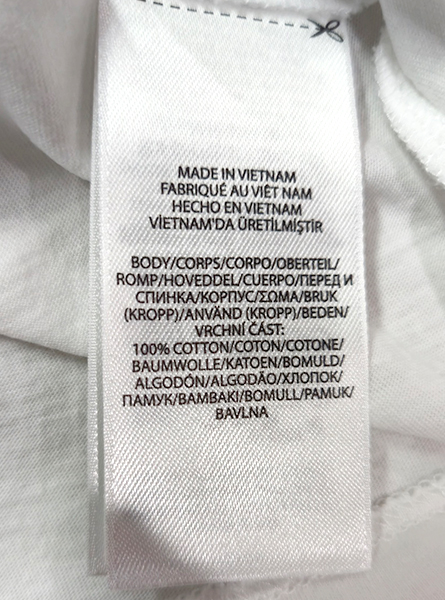 MADE IN VIETNAM
FABRIQUÉ AU VIÊT NAM
HECHO EN VIETNAM
VİETNAM'DA ÜRETİLMİŞTİR
BODY/CORPS/CORPO/OBERTEIL/
ROMP/HOVEDDEL/CUERPO/ПЕРЕД И
СПИНКА/КОРПУС/ΣΩΜΑ/BRUK
(KROPP)/ANVÄND (KROPP)/BEDEN/
VRCHNÍ ČÁST:
100% COTTON/COTON/COTONE/
BAUMWOLLE/KATOEN/BOMULD/
ALGODÓN/ALGODÃO/ХЛОПОК/
ПАМУК/ΒΑΜΒΑΚΙ/BOMULL/PAMUK/
BAVLNA